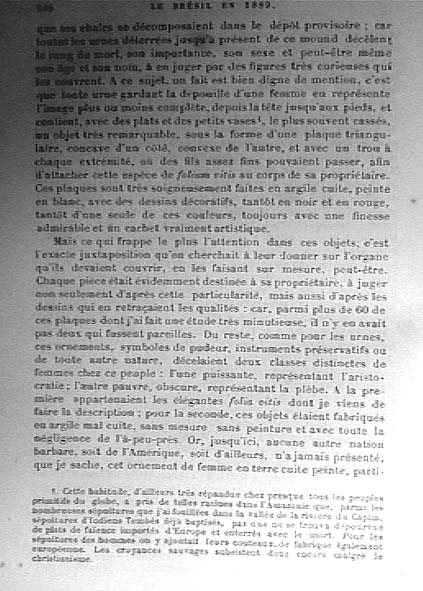 LE BRÉSIL EN 1889.
que ses chairs se décomposaient dans le dépôt provisoire ; car
toutes les urnes déterrées jusqu'à présent de ce mound décèlent
le rang du mort, son importance, son sexe et peut-être même
son âge et son nom, à en juger par des figures très curieuses qui
les couvrent. A ce sujet, un fait est bien digne de mention, c'est
que toute urne gardant la dépouille d'une femme en représente
l'image plus ou moins complète, depuis la tête jusqu'aux pieds, et
contient, avec des plats et des petits vases¹, le plus souvent cassés,
un objet très remarquable, sous la forme d'une plaque triangu-
laire, concave d'un côté, convexe de l'autre, et avec un trou à
chaque extrémité, où des fils assez fins pouvaient passer, afin
d'attacher cette espèce de folium vitis au corps de sa propriétaire.
Ces plaques sont très soigneusement faites en argile cuite, peinte
en blanc, avec des dessins décoratifs, tantôt en noir et en rouge,
tantôt d'une seule de ces couleurs, toujours avec une finesse
admirable et un cachet vraiment artistique.
Mais ce qui frappe le plus l'attention dans ces objets, c'est
l'exacte juxtaposition qu'on cherchait à leur donner sur l'organe
qu'ils devaient couvrir, en les faisant sur mesure, peut-être.
Chaque pièce était évidemment destinée à sa propriétaire, à juger
non seulement d'après cette particularité, mais aussi d'après les
dessins qui en retraçaient les qualités : car, parmi plus de 60 de
ces plaques dont j'ai fait une étude très minutieuse, il n'y en avait
pas deux qui fussent pareilles. Du reste, comme pour les urnes,
ces ornements, symboles de pudeur, instruments préservatifs ou
de toute autre nature, décelaient deux classes distinctes de
femmes chez ce peuple : l'une puissante, représentant l'aristo-
cratie ; l'autre pauvre, obscure, représentant la plèbe. A la pre-
mière appartenaient les élégantes folia vitis dont je viens de
faire la description ; pour la seconde, ces objets étaient fabriqués
en argile mal cuite, sans mesure sans peinture et avec toute la
négligence de l'à-peu-près. Or, jusqu'ici, aucune autre nation
barbare, soit de l'Amérique, soit d'ailleurs, n'a jamais présenté,
que je sache, cet ornement de femme en terre cuite peinte, parti-
1. Cette habitude, d'ailleurs très répandue chez presque tous les peuples
primitifs du globe, a pris de telles racines dans l'Amazonie que, parmi les
nombreuses sépultures que j'ai fouillées dans la vallée de la rivière du Capim,
sépultures d'Indiens Tembés déjà baptisés, pas une ne se trouva dépourvue
de plats de faïence importés d'Europe et enterrés avec le mort. Pour les
sépultures des hommes on y ajoutait leurs couteaux de fabrique également
européenne. Les croyances sauvages subsistent donc encore malgré le
christianisme.